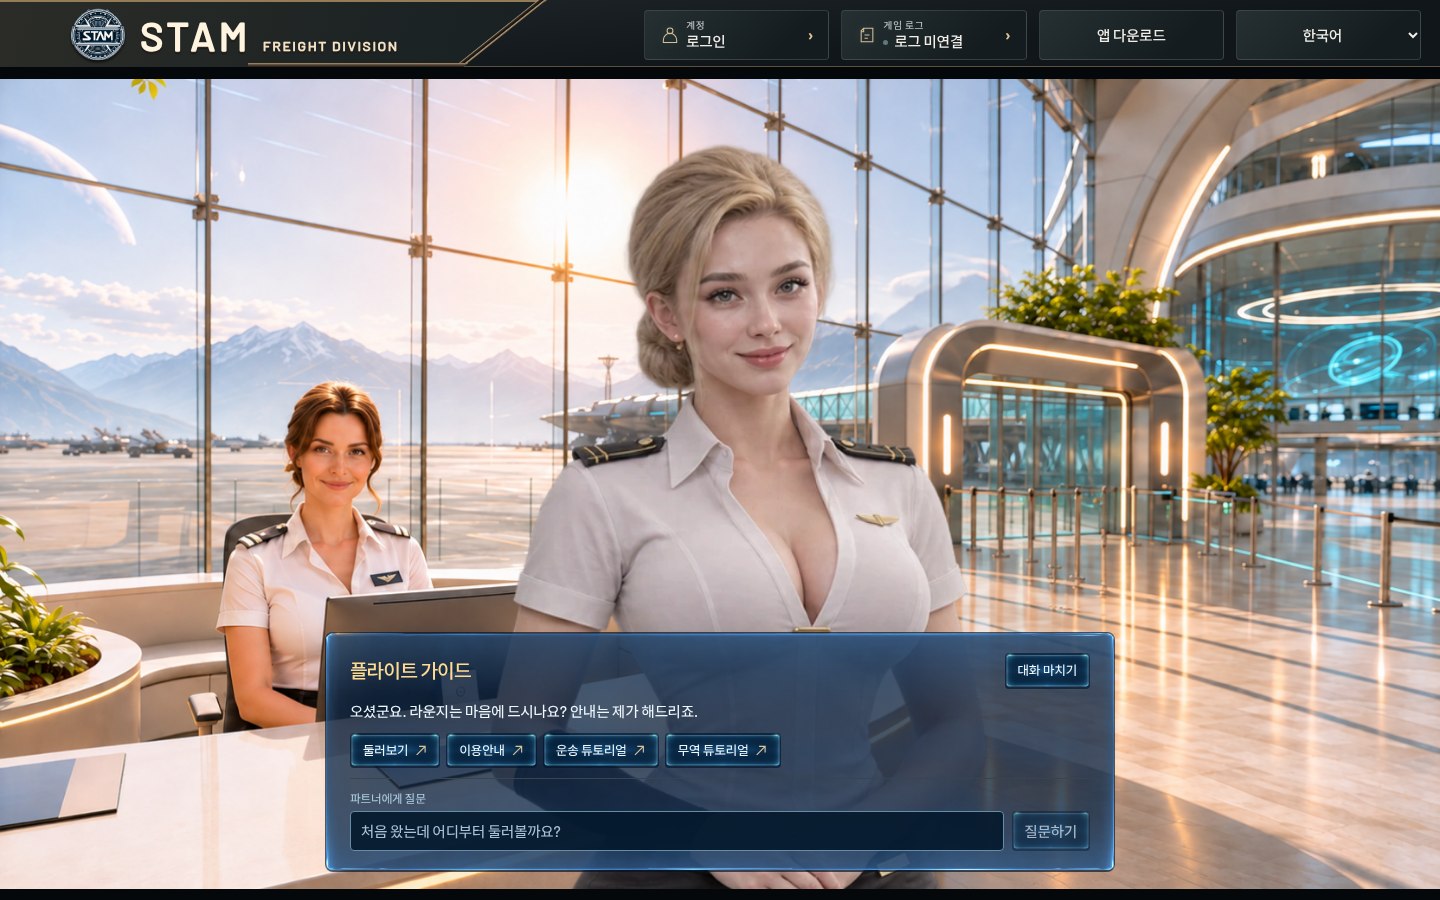 STAM
STAM FREIGHT DIVISION
계정
로그인
게임 로그
로그 미연결
앱 다운로드
한국어
플라이트 가이드
대화 마치기
오셨군요. 라운지는 마음에 드시나요? 안내는 제가 해드리죠.
둘러보기
이용안내
운송 튜토리얼
무역 튜토리얼
파트너에게 질문
처음 왔는데 어디부터 둘러볼까요?
질문하기